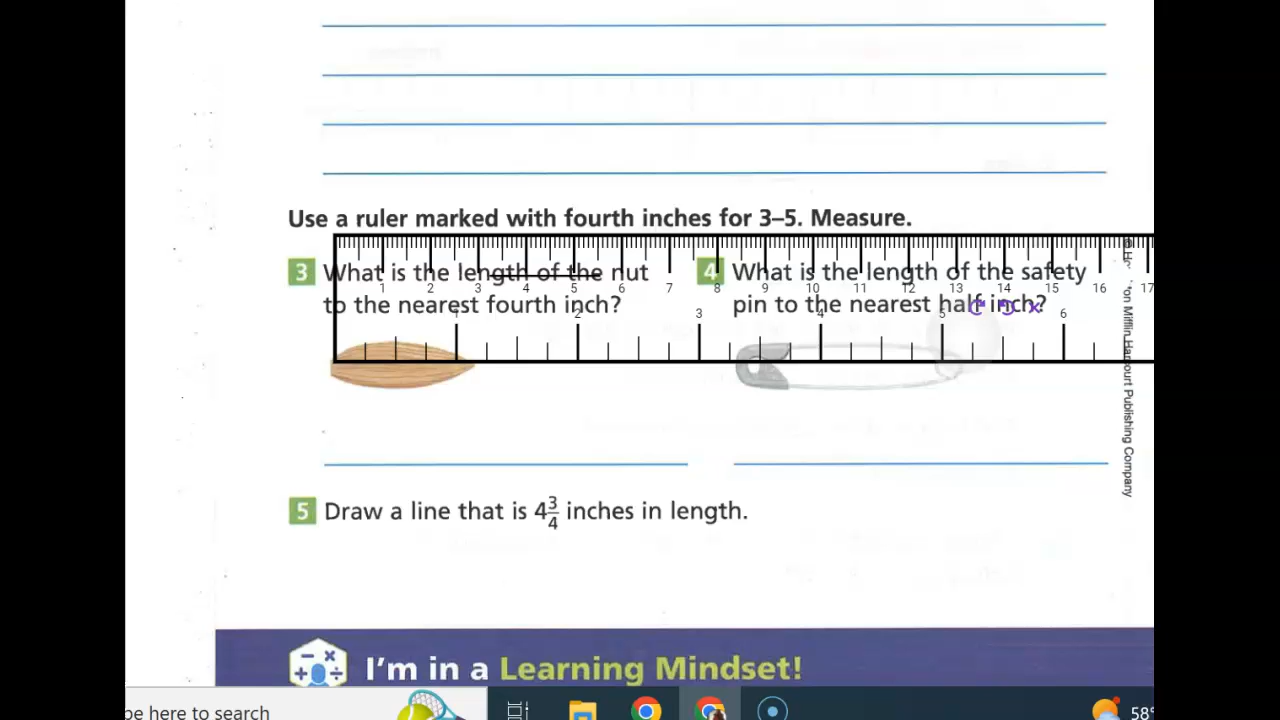 Use a ruler marked with fourth inches for 3–5. Measure.
3 What is the length of the nut
to the nearest fourth inch?
4 What is the length of the safety
pin to the nearest half inch?
1 2 3 4 5 6 7 8 9 10 11 12 13 14 15 16 17
1 2 3 4 5 6
5 Draw a line that is 4 3/4 inches in length.
Mifflin Harcourt Publishing Company
I'm in a Learning Mindset!
here to search
58°